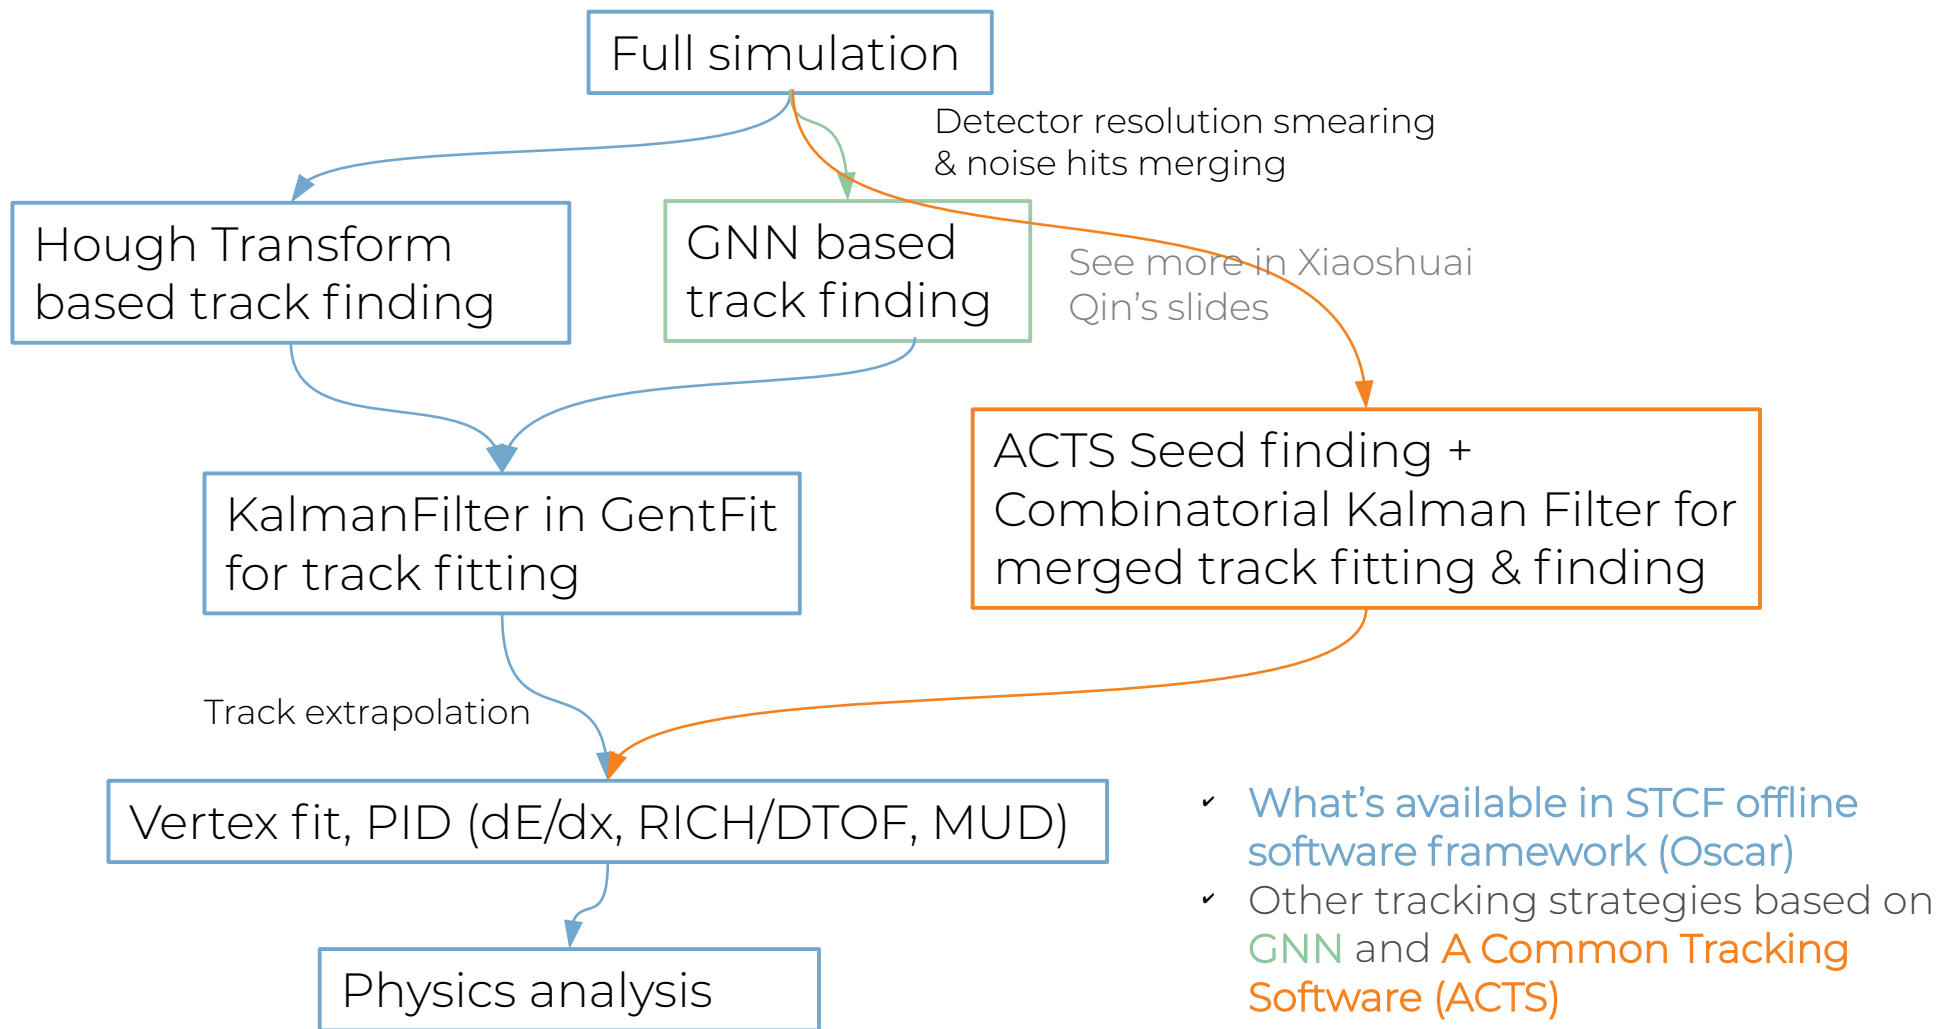 Full simulation
Detector resolution smearing
& noise hits merging
Hough Transform
based track finding
GNN based
track finding
See more in Xiaoshuai
Qin’s slides
ACTS Seed finding +
Combinatorial Kalman Filter for
merged track fitting & finding
KalmanFilter in GentFit
for track fitting
Track extrapolation
Vertex fit, PID (dE/dx, RICH/DTOF, MUD)
✔ What’s available in STCF offline
software framework (Oscar)
✔ Other tracking strategies based on
GNN and A Common Tracking
Software (ACTS)
Physics analysis